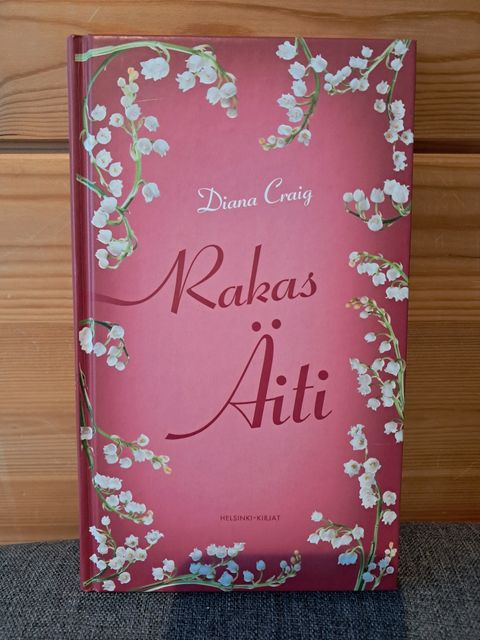 Diana Craig
Rakas
Äiti
HELSINKI-KIRJAT